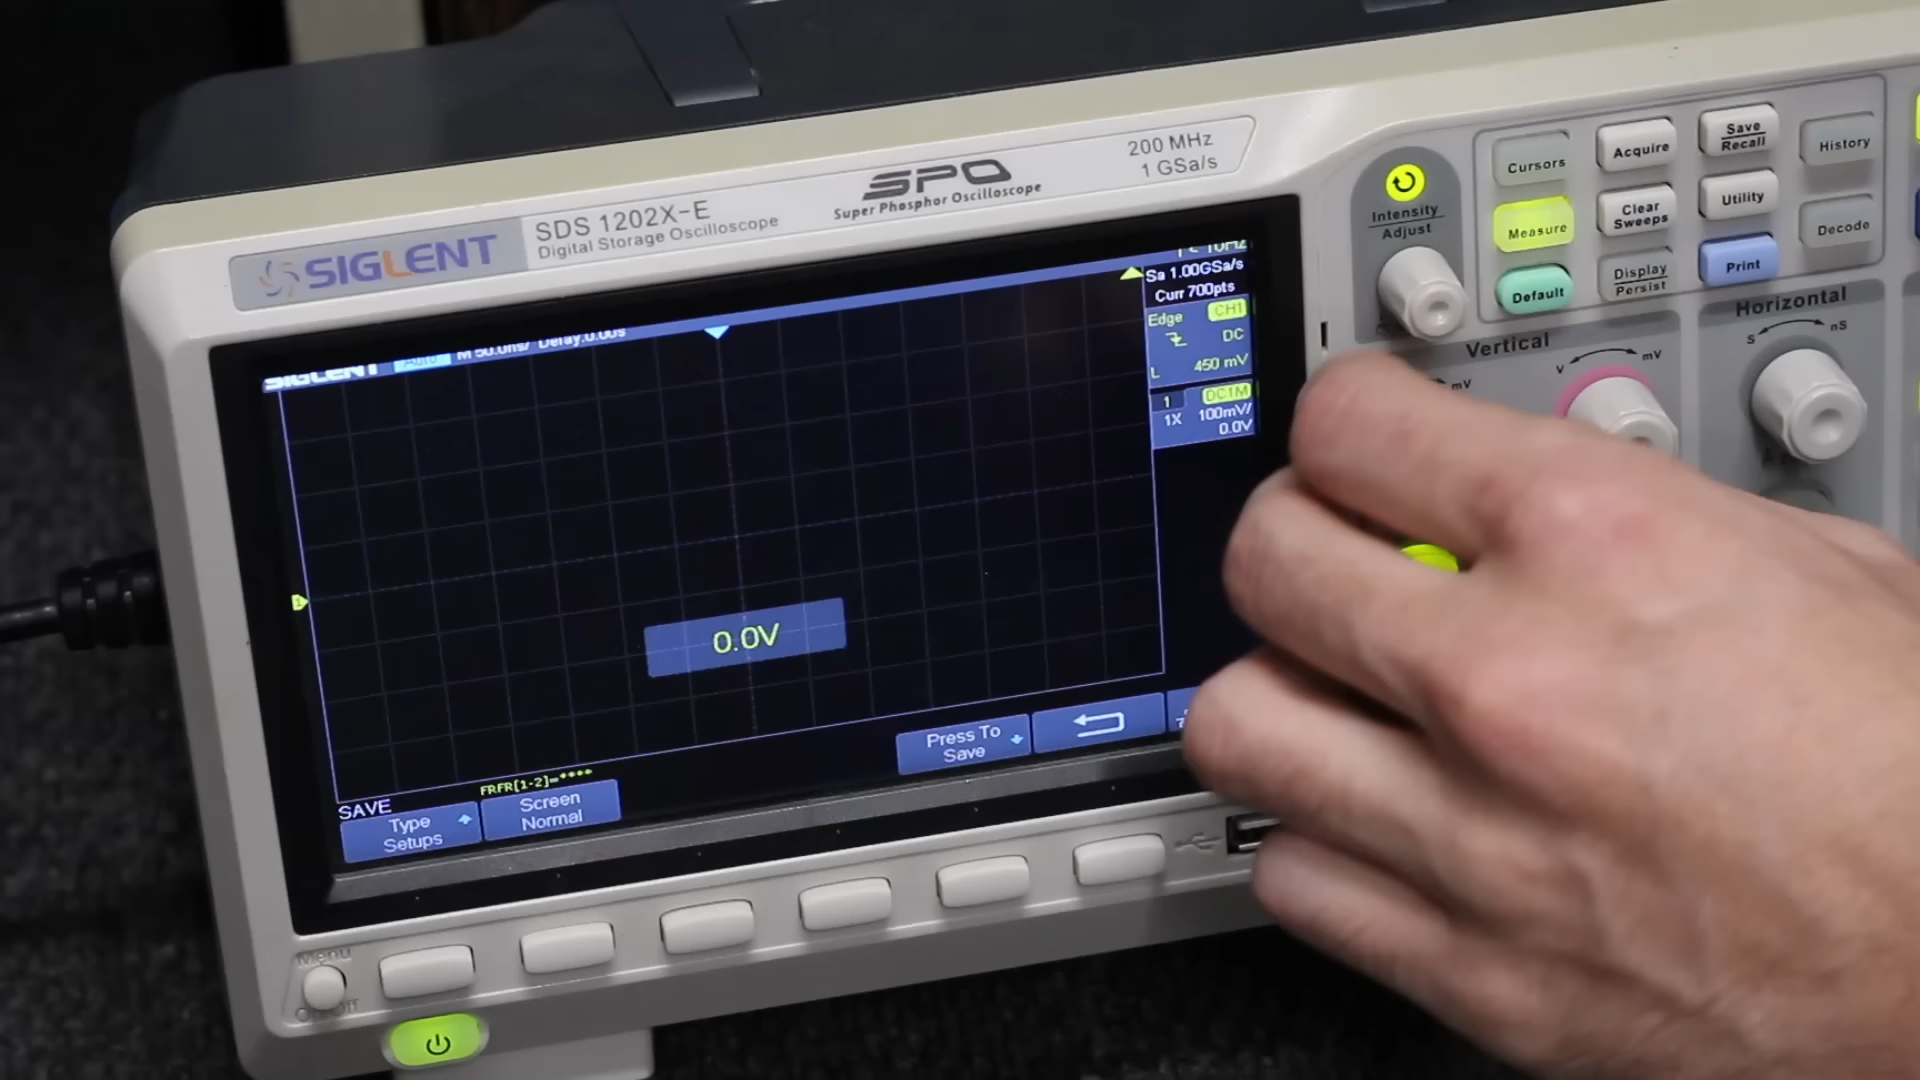 SIGLENT
SDS 1202X-E
Digital Storage Oscilloscope
SPO
Super Phosphor Oscilloscope
200 MHz
1 GSa/s
SIGLENT Auto M 50.0ns/ Delay:0.00s
f < 10Hz
Sa 1.00GSa/s
Curr 700pts
Edge CH1
DC
L 450 mV
1 DC1M
1X 100mV/
0.0V
1
0.0V
FRFR[1-2]=****
SAVE
Type
Setups
Screen
Normal
Press To
Save
Menu
On/Off
Intensity
Adjust
Cursors
Acquire
Save
Recall
History
Measure
Clear
Sweeps
Utility
Decode
Default
Display
Persist
Print
Vertical
mV
V
mV
Horizontal
S
nS